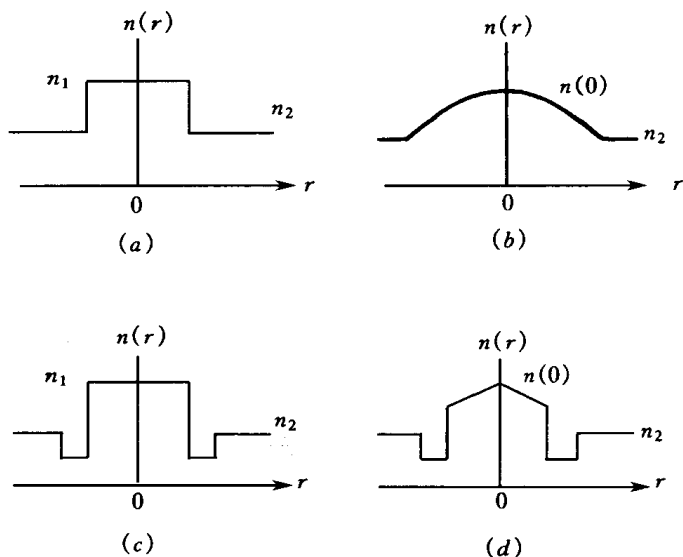 n(r)
n(r)
n₁
n(0)
n₂
n₂
r
r
0
0
(a)
(b)
n(r)
n(r)
n₁
n(0)
n₂
n₂
r
r
0
0
(c)
(d)